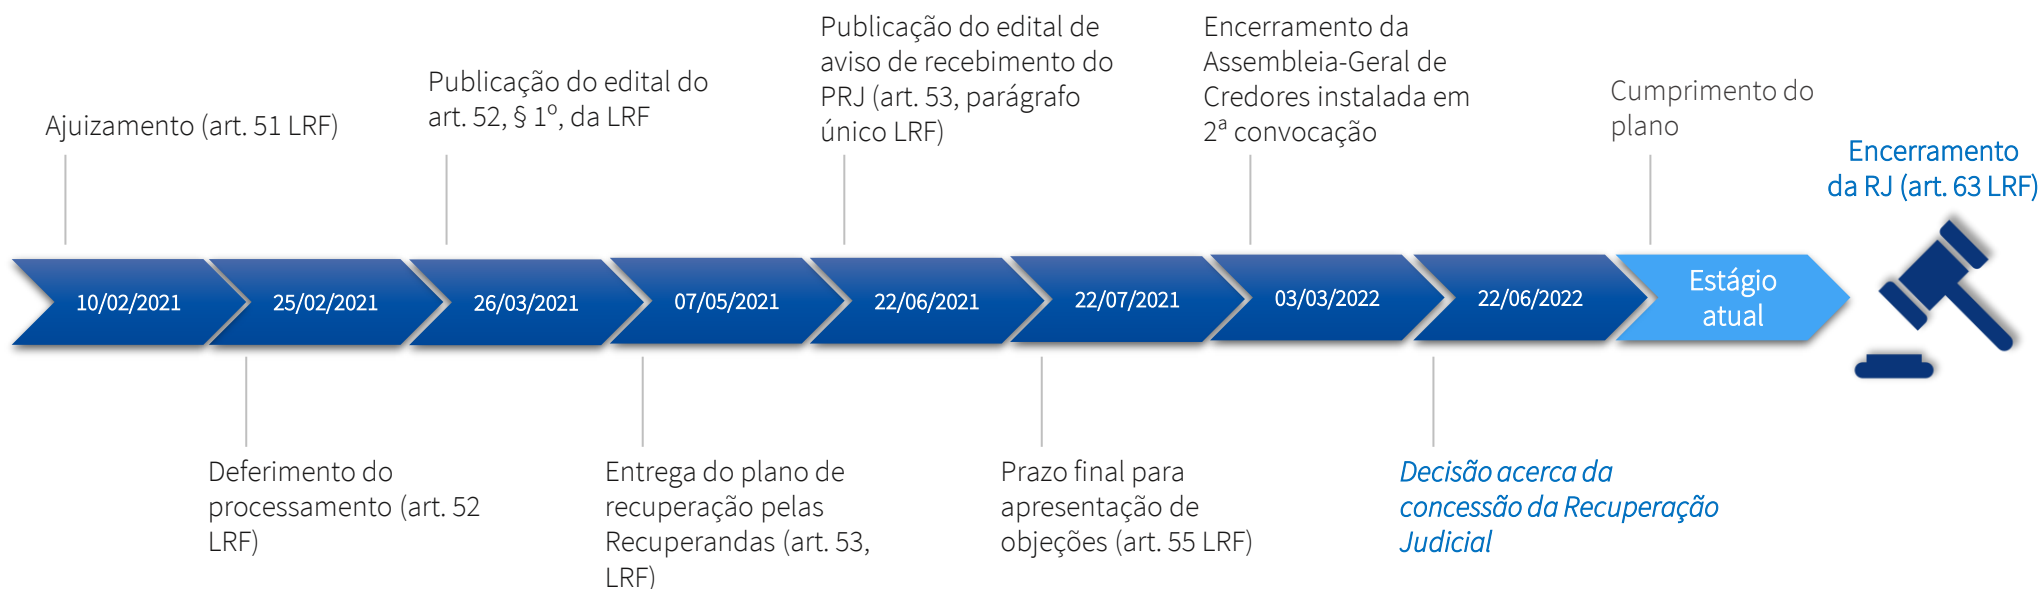 Ajuizamento (art. 51 LRF)
Publicação do edital do
art. 52, § 1º, da LRF
Publicação do edital de
aviso de recebimento do
PRJ (art. 53, parágrafo
único LRF)
Encerramento da
Assembleia-Geral de
Credores instalada em
2ª convocação
Cumprimento do
plano
Encerramento
da RJ (art. 63 LRF)
10/02/2021
25/02/2021
26/03/2021
07/05/2021
22/06/2021
22/07/2021
03/03/2022
22/06/2022
Estágio
atual
Deferimento do
processamento (art. 52
LRF)
Entrega do plano de
recuperação pelas
Recuperandas (art. 53,
LRF)
Prazo final para
apresentação de
objeções (art. 55 LRF)
Decisão acerca da
concessão da Recuperação
Judicial